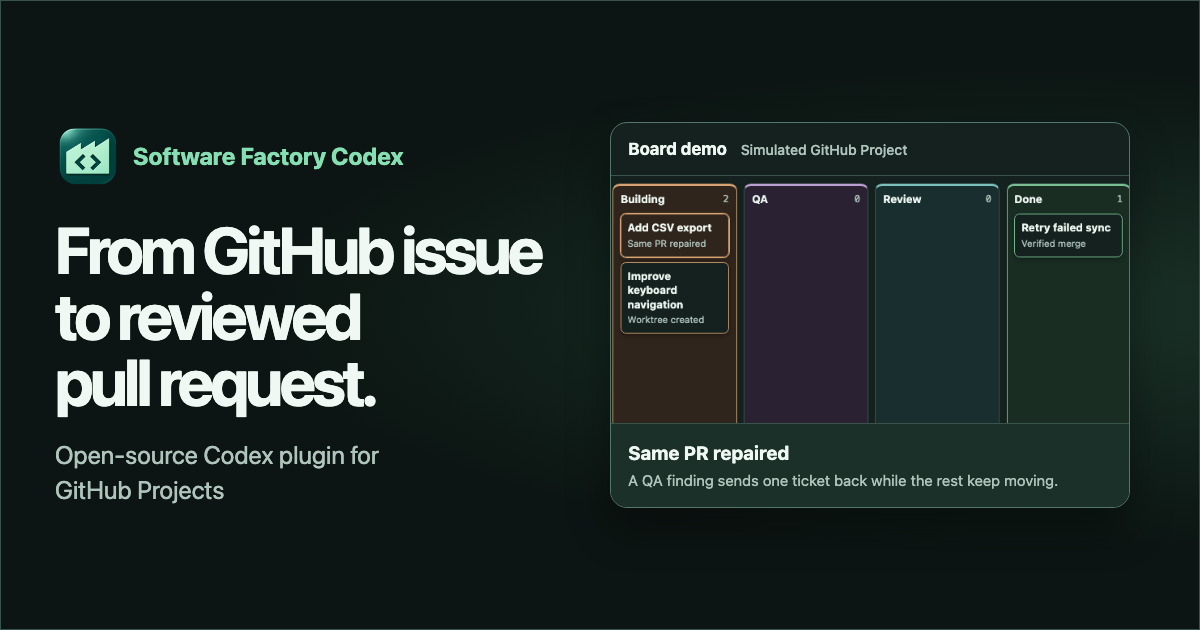 Software Factory Codex
From GitHub issue
to reviewed
pull request.
Open-source Codex plugin for
GitHub Projects
Board demo Simulated GitHub Project
Building 2
Add CSV export
Same PR repaired
Improve
keyboard
navigation
Worktree created
QA 0
Review 0
Done 1
Retry failed sync
Verified merge
Same PR repaired
A QA finding sends one ticket back while the rest keep moving.